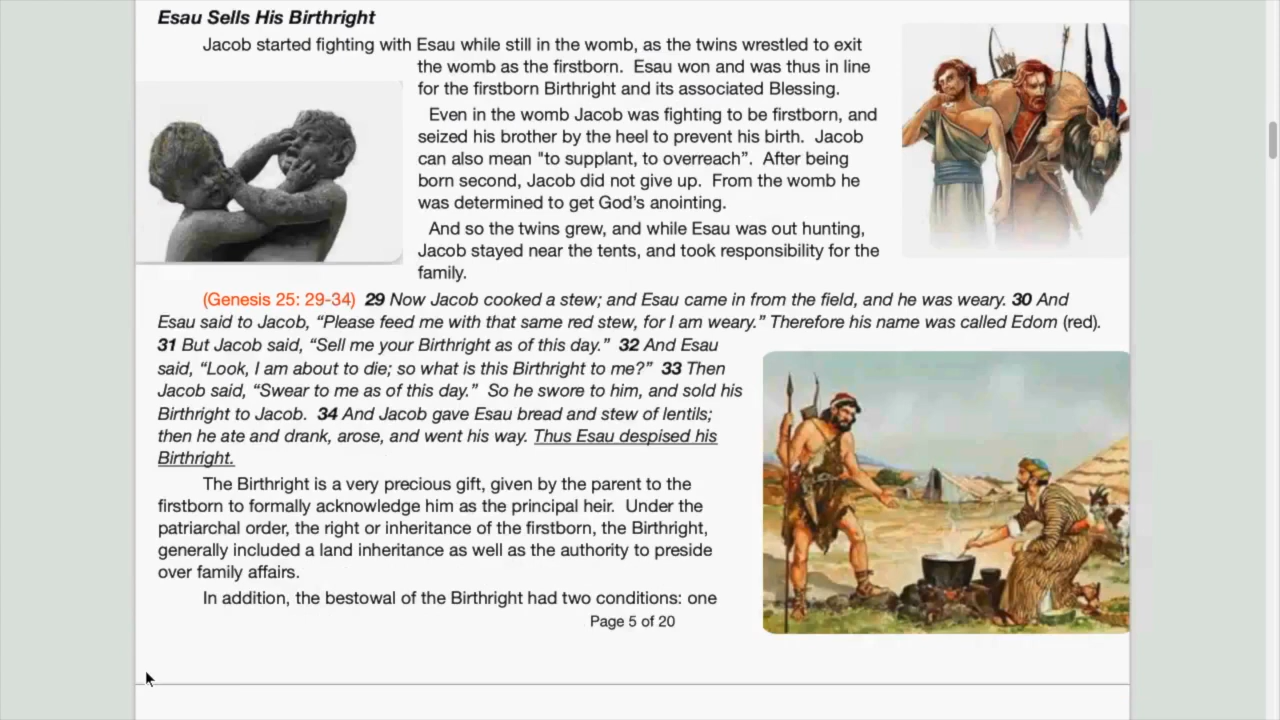 Esau Sells His Birthright
Jacob started fighting with Esau while still in the womb, as the twins wrestled to exit
the womb as the firstborn.  Esau won and was thus in line
for the firstborn Birthright and its associated Blessing.
Even in the womb Jacob was fighting to be firstborn, and
seized his brother by the heel to prevent his birth.  Jacob
can also mean "to supplant, to overreach”.  After being
born second, Jacob did not give up.  From the womb he
was determined to get God’s anointing.
And so the twins grew, and while Esau was out hunting,
Jacob stayed near the tents, and took responsibility for the
family.
(Genesis 25: 29-34)  29 Now Jacob cooked a stew; and Esau came in from the field, and he was weary. 30 And
Esau said to Jacob, “Please feed me with that same red stew, for I am weary.” Therefore his name was called Edom (red).
31 But Jacob said, “Sell me your Birthright as of this day.”  32 And Esau
said, “Look, I am about to die; so what is this Birthright to me?”  33 Then
Jacob said, “Swear to me as of this day.”  So he swore to him, and sold his
Birthright to Jacob.  34 And Jacob gave Esau bread and stew of lentils;
then he ate and drank, arose, and went his way. Thus Esau despised his
Birthright.
The Birthright is a very precious gift, given by the parent to the
firstborn to formally acknowledge him as the principal heir.  Under the
patriarchal order, the right or inheritance of the firstborn, the Birthright,
generally included a land inheritance as well as the authority to preside
over family affairs.
In addition, the bestowal of the Birthright had two conditions: one
Page 5 of 20